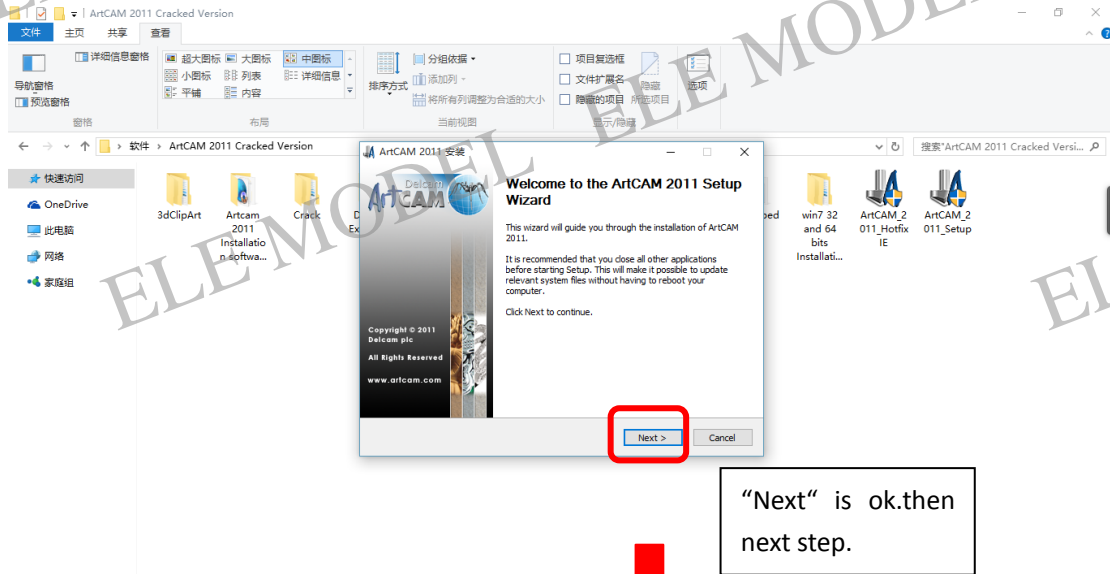 ArtCAM 2011 Cracked Version
文件 主页 共享 查看
导航窗格
预览窗格
详细信息窗格
窗格
超大图标 大图标 中图标
小图标 列表 详细信息
平铺 内容
布局
排序方式
分组依据
添加列
将所有列调整为合适的大小
当前视图
项目复选框
文件扩展名
隐藏的项目
隐藏
所选项目
选项
显示/隐藏
软件 > ArtCAM 2011 Cracked Version
搜索"ArtCAM 2011 Cracked Versi...
快速访问
OneDrive
此电脑
网络
家庭组
3dClipArt
Artcam
2011
Installatio
n softwa...
Crack
win7 32
and 64
bits
Installati...
ArtCAM_2
011_Hotfix
IE
ArtCAM_2
011_Setup
ArtCAM 2011 安装
Delcam
ArtCAM
Welcome to the ArtCAM 2011 Setup
Wizard
This wizard will guide you through the installation of ArtCAM
2011.
It is recommended that you close all other applications
before starting Setup. This will make it possible to update
relevant system files without having to reboot your
computer.
Click Next to continue.
Copyright © 2011
Delcam plc
All Rights Reserved
www.artcam.com
Next > Cancel
“Next“ is ok.then
next step.
ELE MODEL ELE MODEL